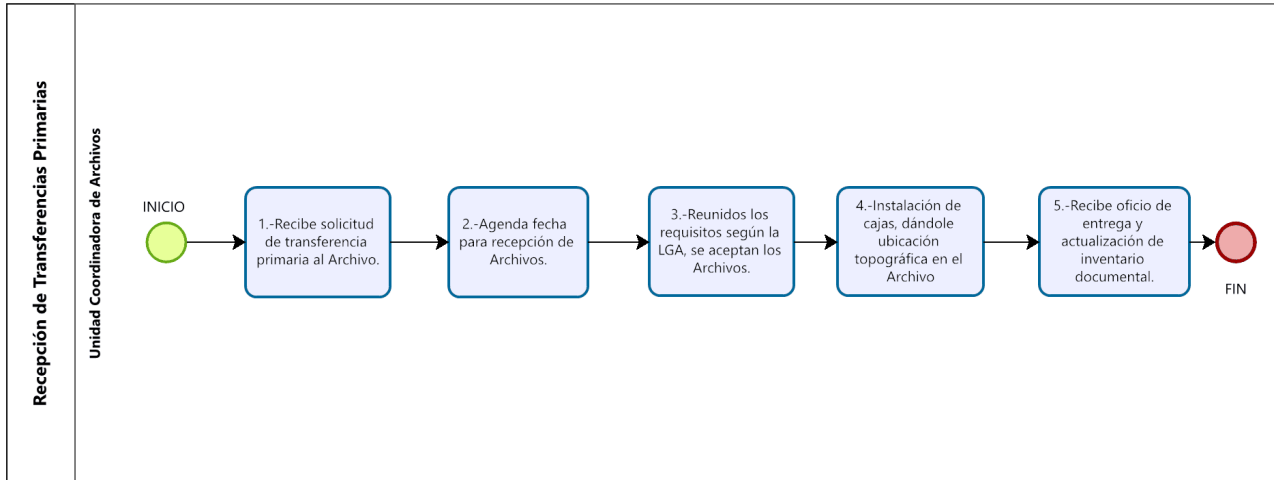 Recepción de Transferencias Primarias
Unidad Coordinadora de Archivos
INICIO
1.-Recibe solicitud
de transferencia
primaria al Archivo.
2.-Agenda fecha
para recepción de
Archivos.
3.-Reunidos los
requisitos según la
LGA, se aceptan los
Archivos.
4.-Instalación de
cajas, dándole
ubicación
topográfica en el
Archivo
5.-Recibe oficio de
entrega y
actualización de
inventario
documental.
FIN